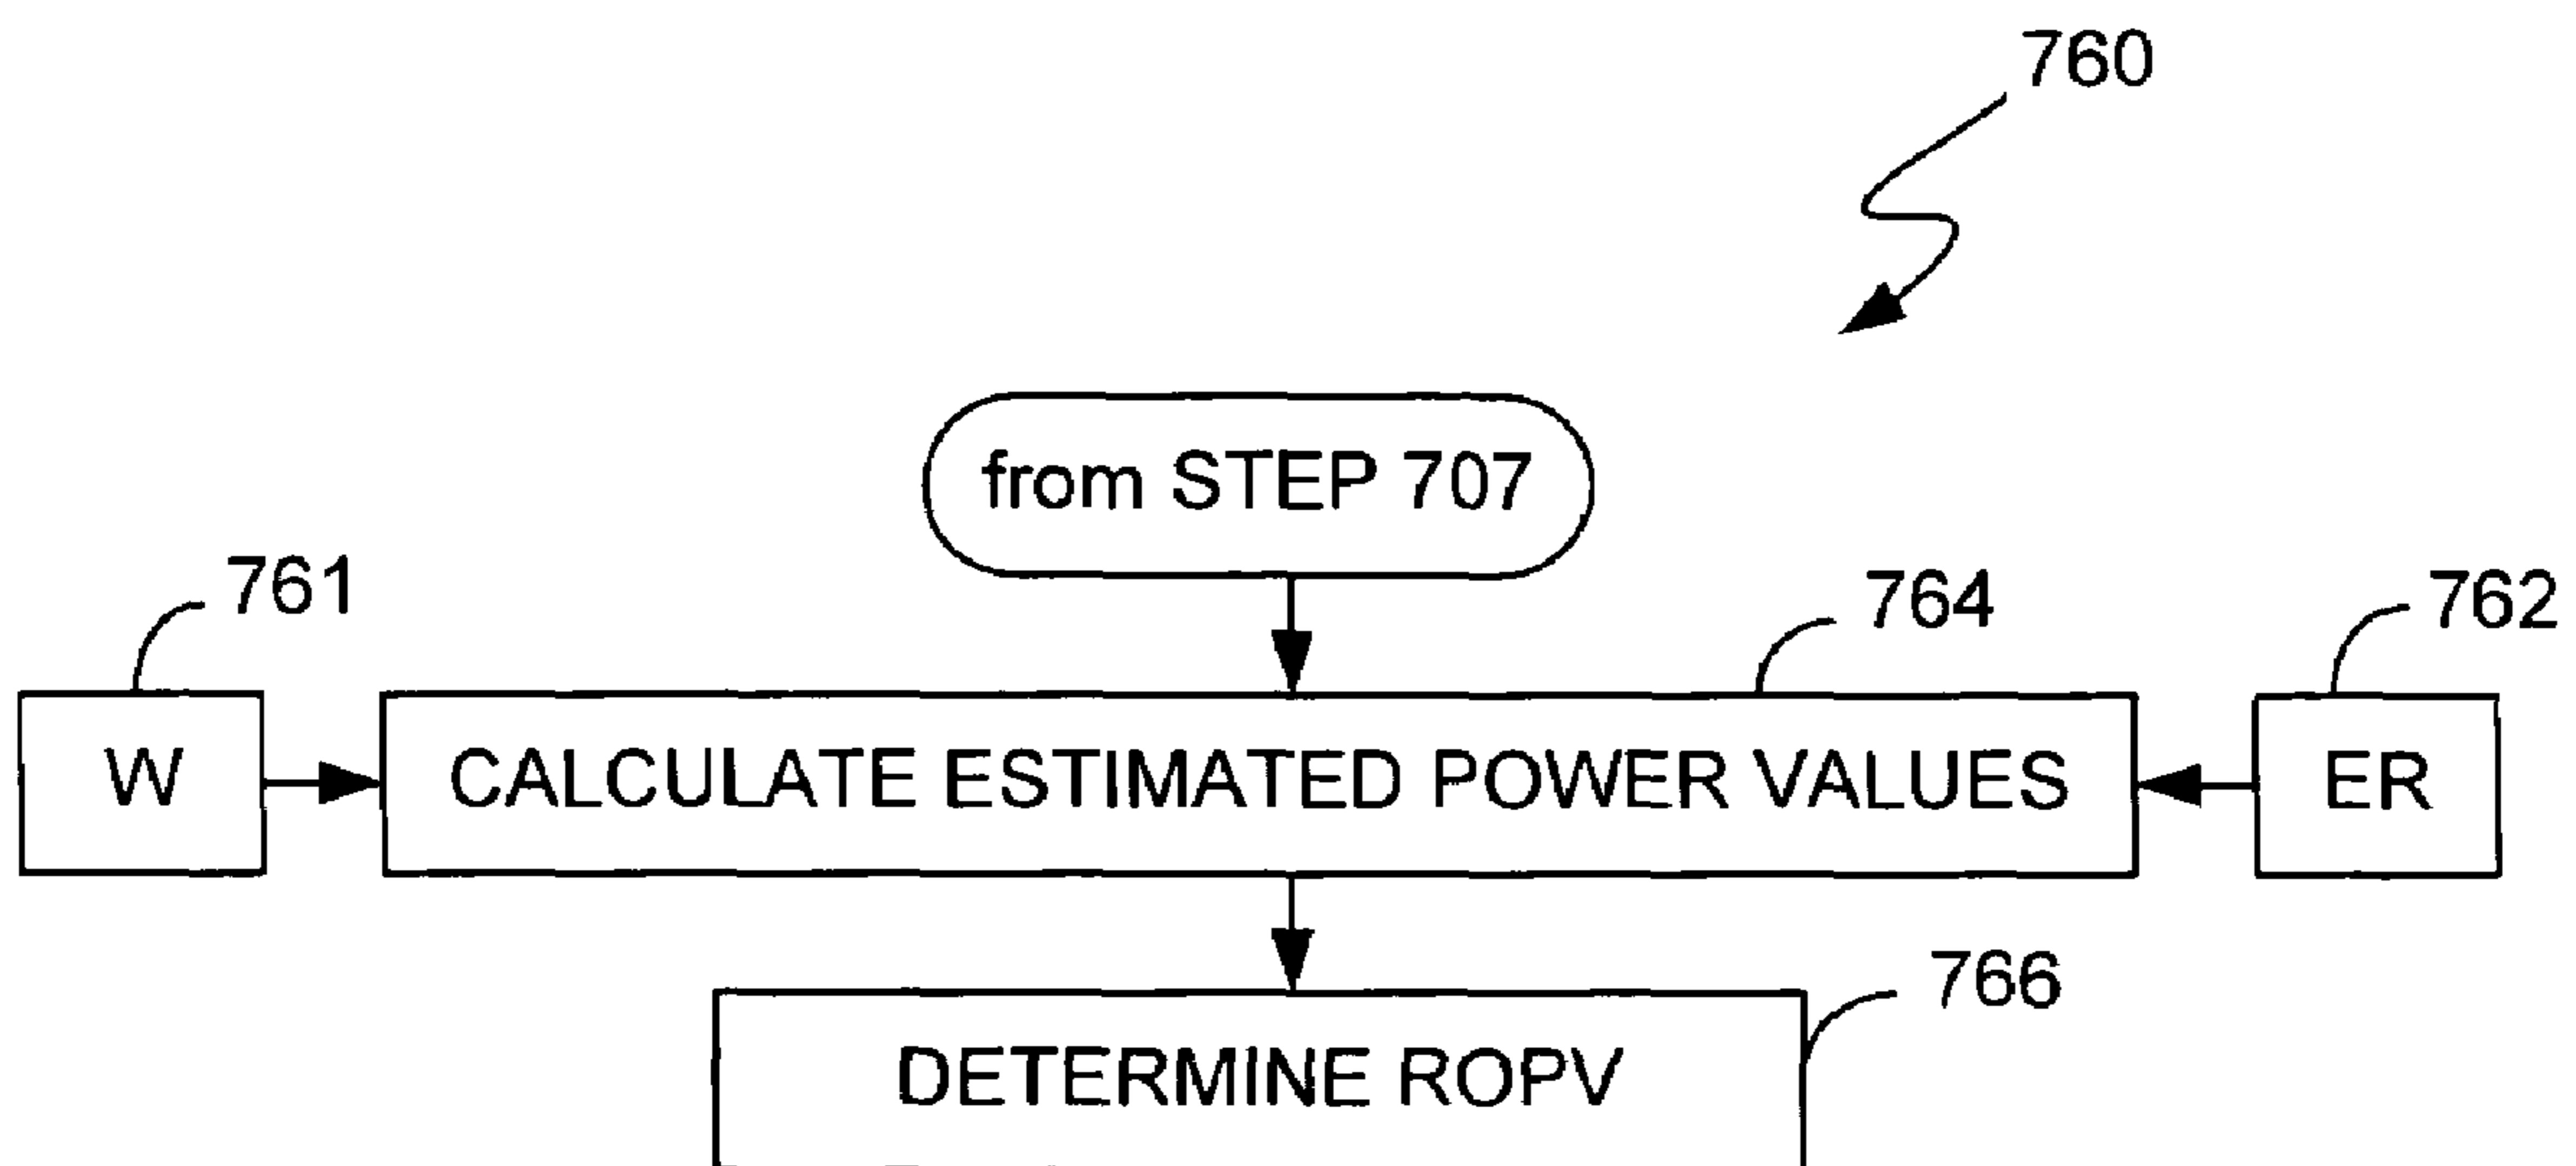 760
from STEP 707
761
764
762
W
CALCULATE ESTIMATED POWER VALUES
ER
766
DETERMINE ROPV